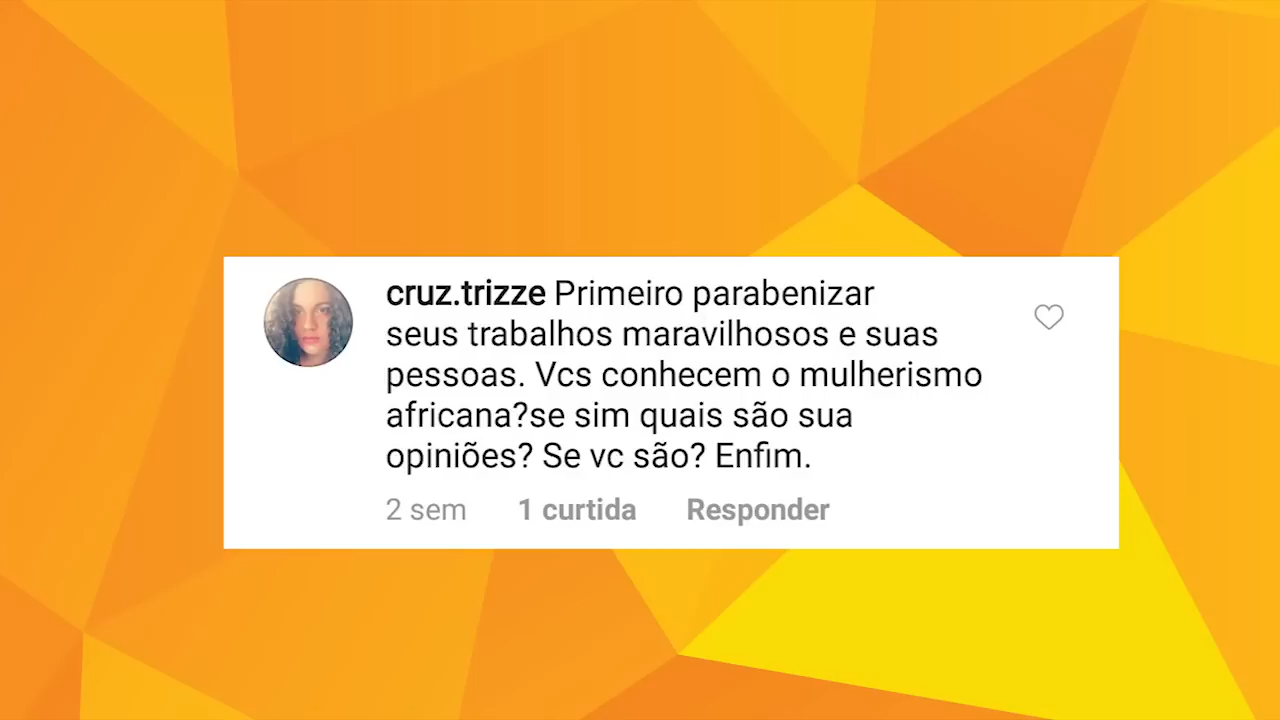 cruz.trizze Primeiro parabenizar
seus trabalhos maravilhosos e suas
pessoas. Vcs conhecem o mulherismo
africana?se sim quais são sua
opiniões? Se vc são? Enfim.
2 sem 1 curtida Responder